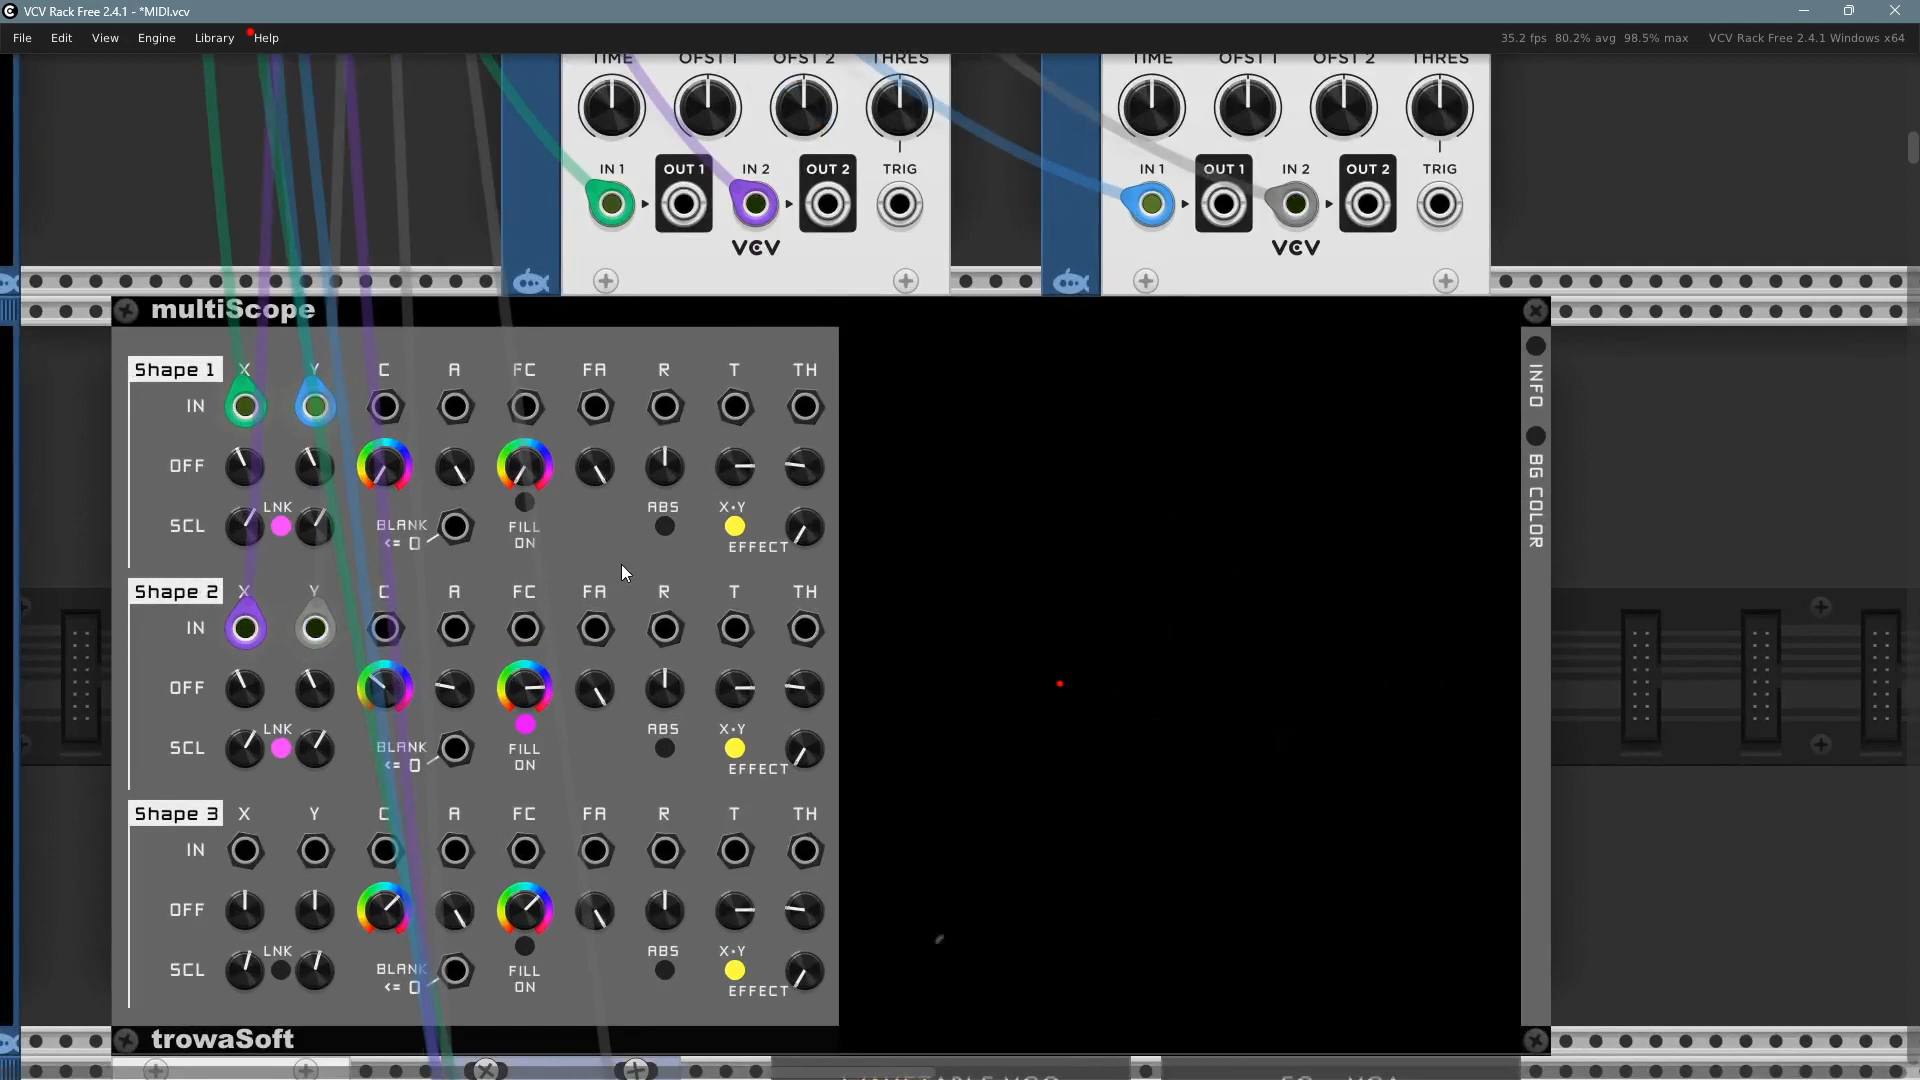 VCV Rack Free 2.4.1 - *MIDI.vcv
File Edit View Engine Library Help
35.2 fps 80.2% avg 98.5% max VCV Rack Free 2.4.1 Windows x64
TIME OFST 1 OFST 2 THRES
TIME OFST 1 OFST 2 THRES
IN 1 OUT 1 IN 2 OUT 2 TRIG
IN 1 OUT 1 IN 2 OUT 2 TRIG
VCV
VCV
multiScope
Shape 1 X Y C A FC FA R T TH
IN
OFF
LNK ABS X•Y
SCL BLANK FILL
<= 0 ON EFFECT
Shape 2 X Y C A FC FA R T TH
IN
OFF
LNK ABS X•Y
SCL BLANK FILL
<= 0 ON EFFECT
Shape 3 X Y C A FC FA R T TH
IN
OFF
LNK ABS X•Y
SCL BLANK FILL
<= 0 ON EFFECT
INFO
BG COLOR
trowaSoft